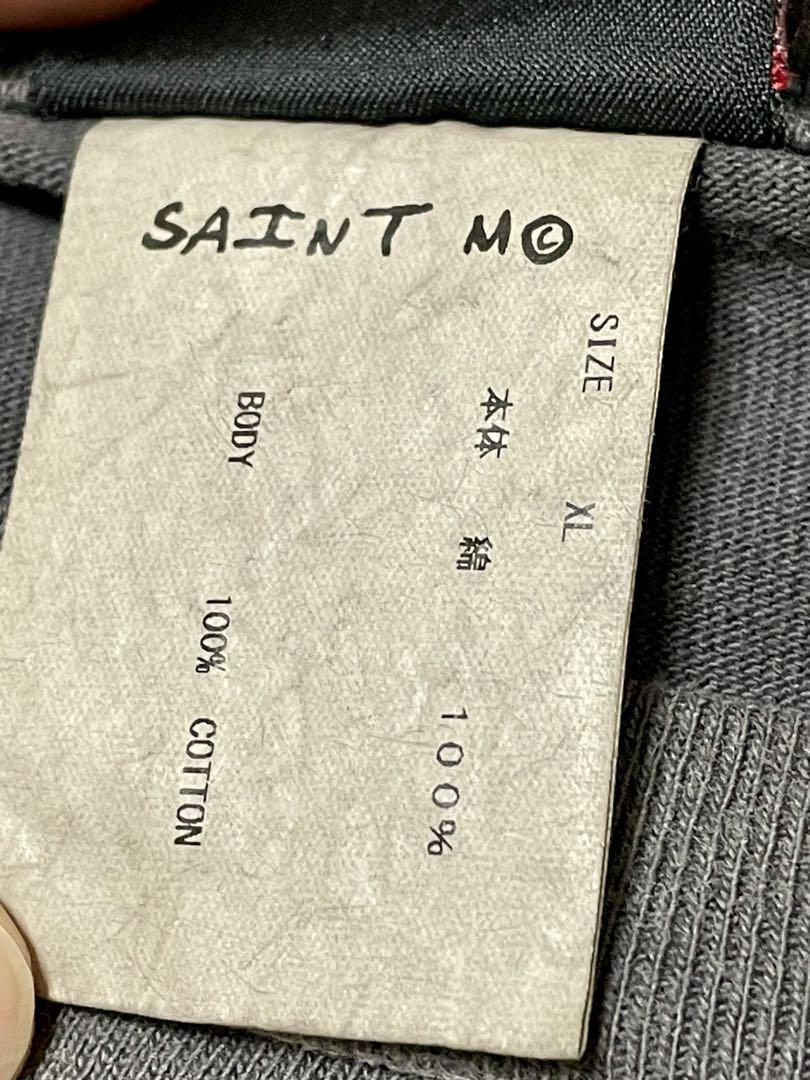 SAINT M©
SIZE XL
本体 綿 100%
BODY 100% COTTON